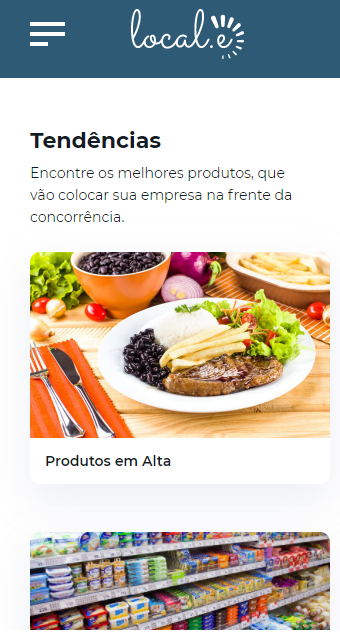 local.e
Tendências
Encontre os melhores produtos, que
vão colocar sua empresa na frente da
concorrência.
Produtos em Alta